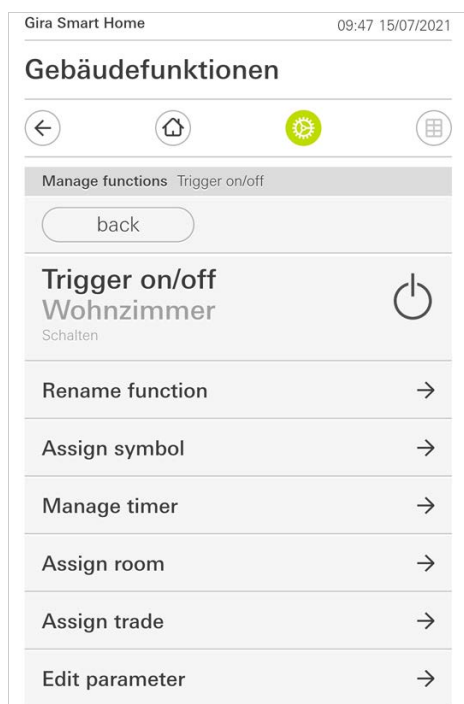 Gira Smart Home 09:47 15/07/2021
Gebäudefunktionen
Manage functions Trigger on/off
back
Trigger on/off
Wohnzimmer
Schalten
Rename function
Assign symbol
Manage timer
Assign room
Assign trade
Edit parameter